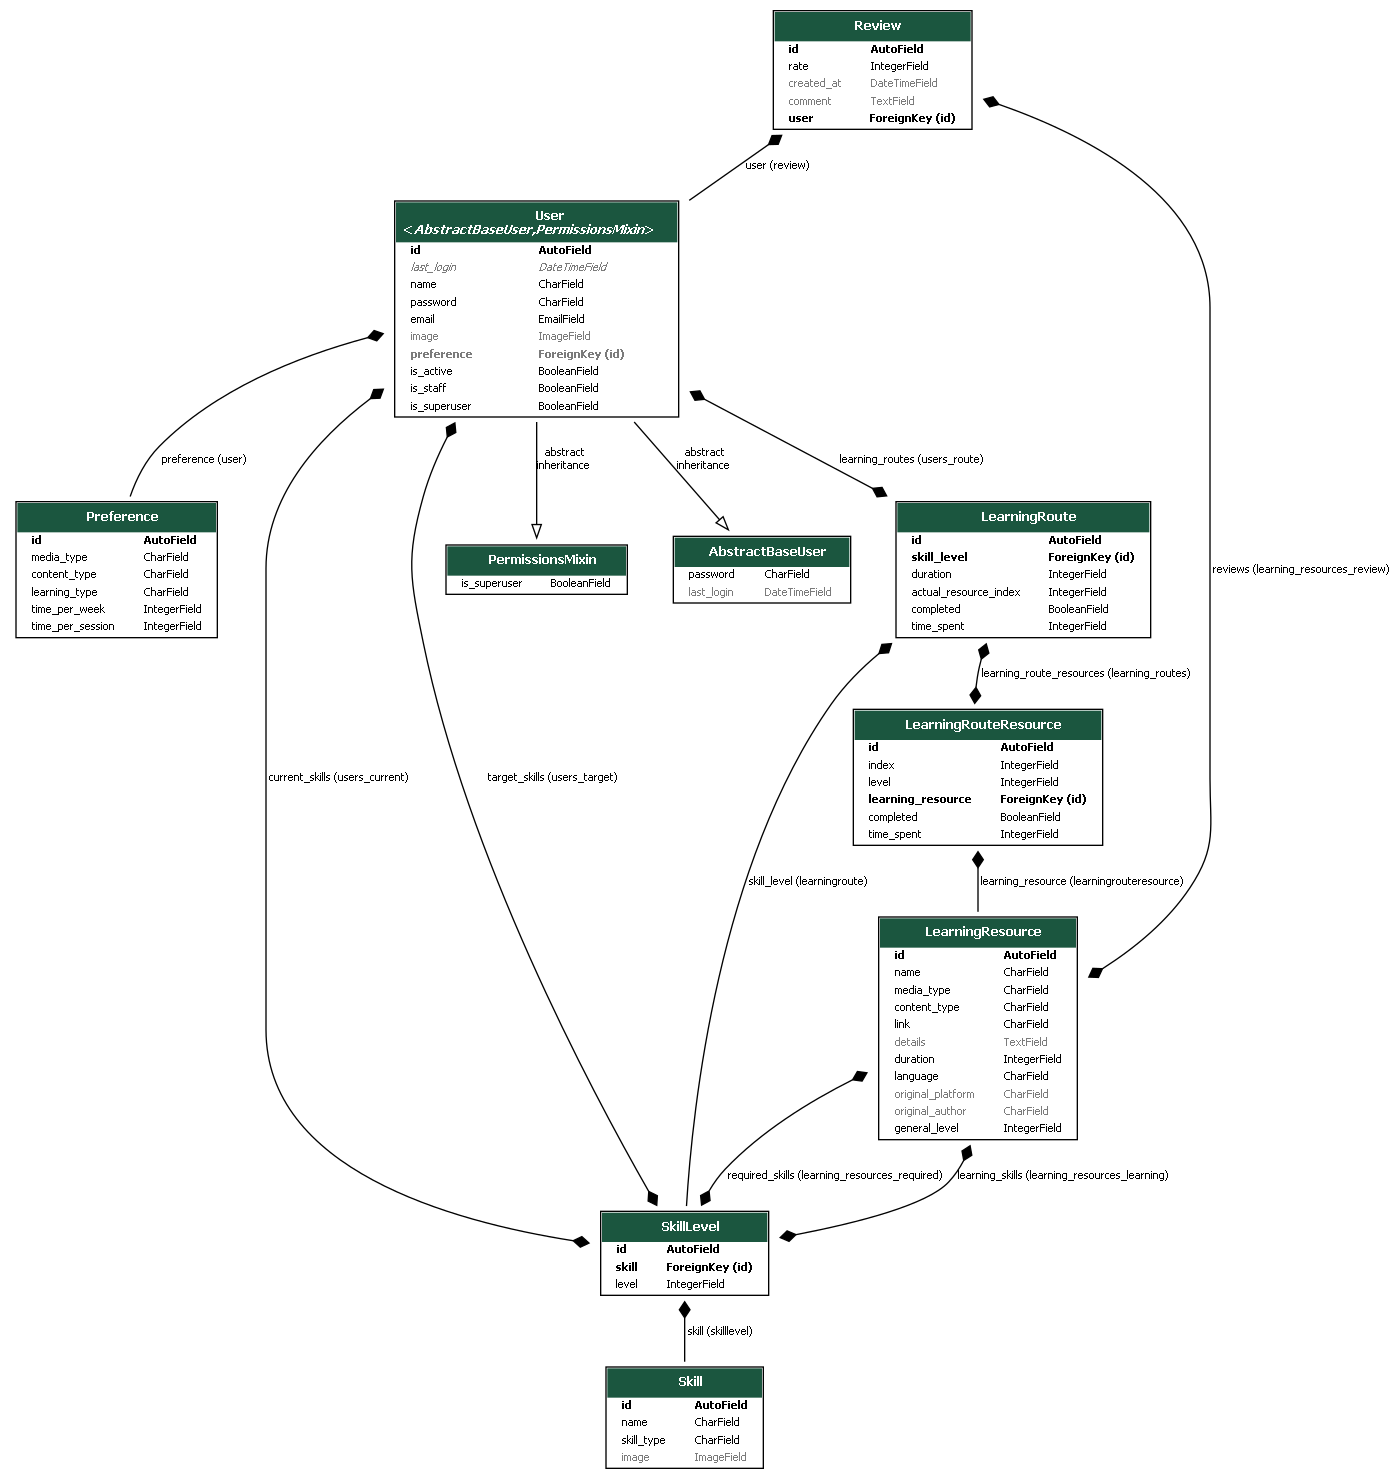 Review
id AutoField
rate IntegerField
created_at DateTimeField
comment TextField
user ForeignKey (id)
user (review)
User
<AbstractBaseUser,PermissionsMixin>
id AutoField
last_login DateTimeField
name CharField
password CharField
email EmailField
image ImageField
preference ForeignKey (id)
is_active BooleanField
is_staff BooleanField
is_superuser BooleanField
preference (user)
abstract
inheritance
abstract
inheritance
learning_routes (users_route)
Preference
id AutoField
media_type CharField
content_type CharField
learning_type CharField
time_per_week IntegerField
time_per_session IntegerField
PermissionsMixin
is_superuser BooleanField
AbstractBaseUser
password CharField
last_login DateTimeField
LearningRoute
id AutoField
skill_level ForeignKey (id)
duration IntegerField
actual_resource_index IntegerField
completed BooleanField
time_spent IntegerField
reviews (learning_resources_review)
learning_route_resources (learning_routes)
LearningRouteResource
id AutoField
index IntegerField
level IntegerField
learning_resource ForeignKey (id)
completed BooleanField
time_spent IntegerField
current_skills (users_current)
target_skills (users_target)
skill_level (learningroute)
learning_resource (learningrouteresource)
LearningResource
id AutoField
name CharField
media_type CharField
content_type CharField
link CharField
details TextField
duration IntegerField
language CharField
original_platform CharField
original_author CharField
general_level IntegerField
required_skills (learning_resources_required)
learning_skills (learning_resources_learning)
SkillLevel
id AutoField
skill ForeignKey (id)
level IntegerField
skill (skilllevel)
Skill
id AutoField
name CharField
skill_type CharField
image ImageField